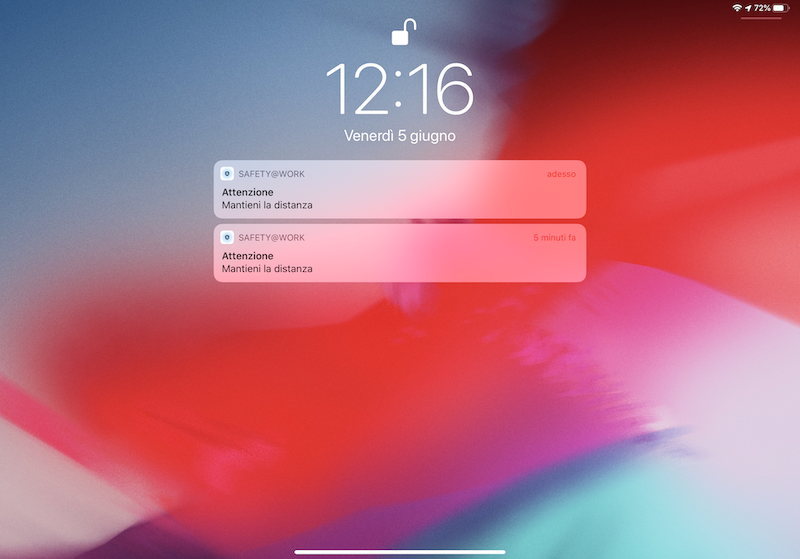 72%
12:16
Venerdì 5 giugno
SAFETY@WORK adesso
Attenzione
Mantieni la distanza
SAFETY@WORK 5 minuti fa
Attenzione
Mantieni la distanza